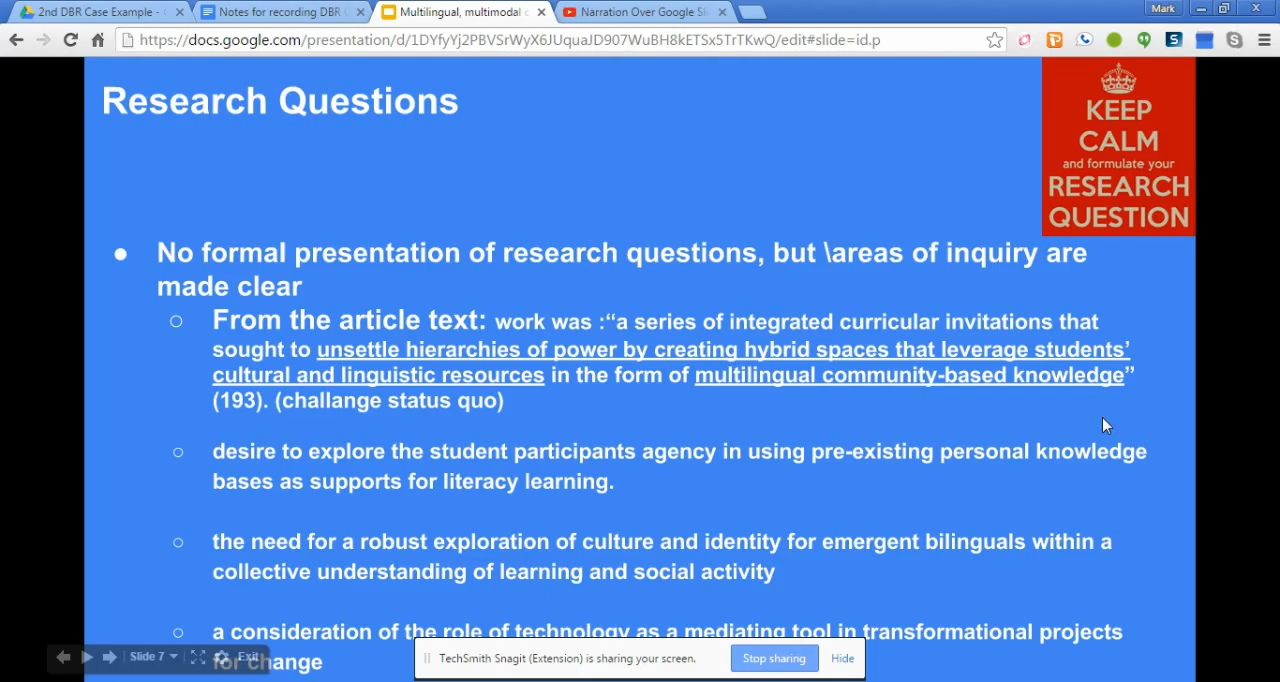 2nd DBR Case Example -
Notes for recording DBR
Multilingual, multimodal
Narration Over Google Sl
Mark
https://docs.google.com/presentation/d/1DYfyYj2PBVSrWyX6JUquaJD907WuBH8kETSx5TrTKwQ/edit#slide=id.p
Research Questions
KEEP
CALM
and formulate your
RESEARCH
QUESTION
● No formal presentation of research questions, but \areas of inquiry are
made clear
○ From the article text: work was :“a series of integrated curricular invitations that
sought to unsettle hierarchies of power by creating hybrid spaces that leverage students’
cultural and linguistic resources in the form of multilingual community-based knowledge”
(193). (challange status quo)
○ desire to explore the student participants agency in using pre-existing personal knowledge
bases as supports for literacy learning.
○ the need for a robust exploration of culture and identity for emergent bilinguals within a
collective understanding of learning and social activity
○ a consideration of the role of technology as a mediating tool in transformational projects
for change
Slide 7
Exit
TechSmith Snagit (Extension) is sharing your screen.
Stop sharing
Hide